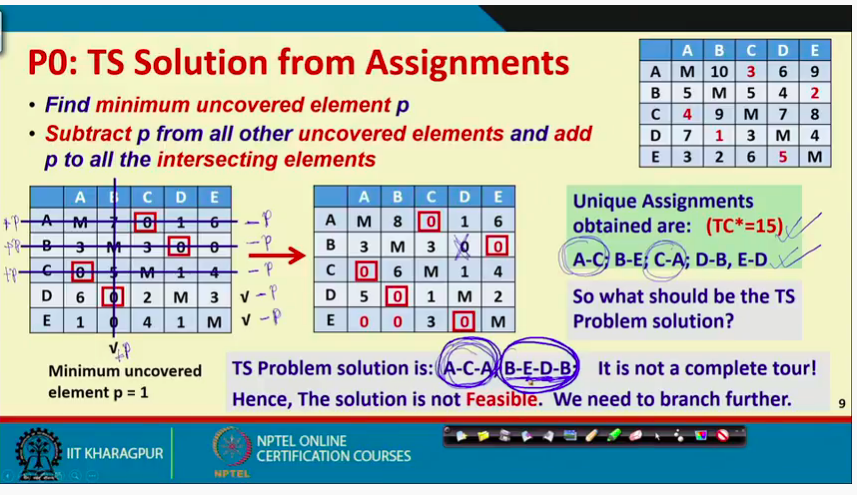 P0: TS Solution from Assignments
• Find minimum uncovered element p
• Subtract p from all other uncovered elements and add
p to all the intersecting elements
A B C D E
A M 10 3 6 9
B 5 M 5 4 2
C 4 9 M 7 8
D 7 1 3 M 4
E 3 2 6 5 M
A B C D E
+P A M 7 0 1 6 -P
+P B 3 M 3 0 0 -P
+P C 0 5 M 1 4 -P
D 6 0 2 M 3 √ -P
E 1 0 4 1 M √ -P
√ +P
Minimum uncovered
element p = 1
A B C D E
A M 8 0 1 6
B 3 M 3 0 0
C 0 6 M 1 4
D 5 0 1 M 2
E 0 0 3 0 M
Unique Assignments
obtained are: (TC*=15)
A-C; B-E; C-A; D-B, E-D
So what should be the TS
Problem solution?
TS Problem solution is: A-C-A; B-E-D-B; It is not a complete tour!
Hence, The solution is not Feasible. We need to branch further.
9
IIT KHARAGPUR
NPTEL ONLINE
CERTIFICATION COURSES
NPTEL